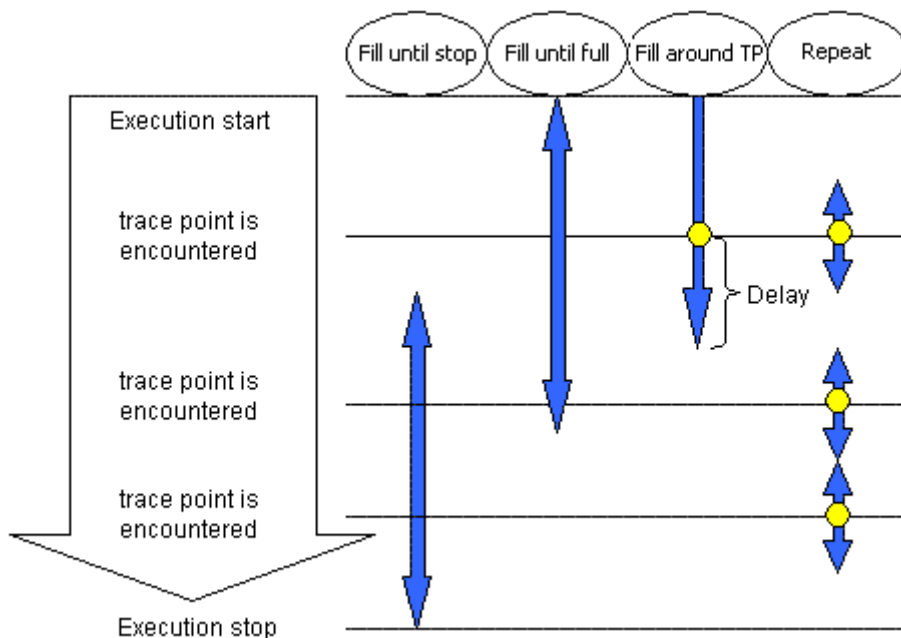 Fill until stop
Fill until full
Fill around TP
Repeat
Execution start
trace point is
encountered
Delay
trace point is
encountered
trace point is
encountered
Execution stop